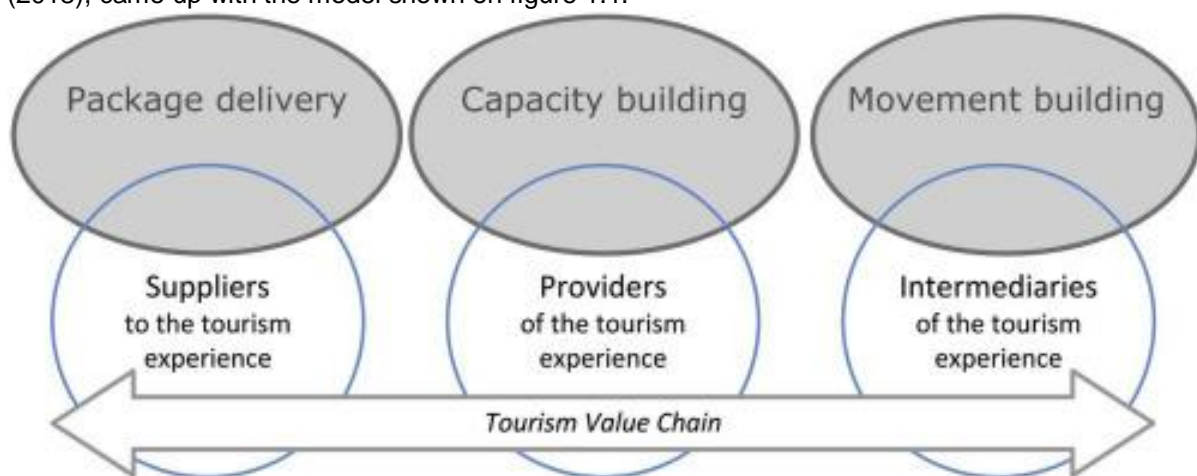 (2018), came up with the model shown on figure 1.1.
Package delivery
Capacity building
Movement building
Suppliers
to the tourism
experience
Providers
of the tourism
experience
Intermediaries
of the tourism
experience
Tourism Value Chain